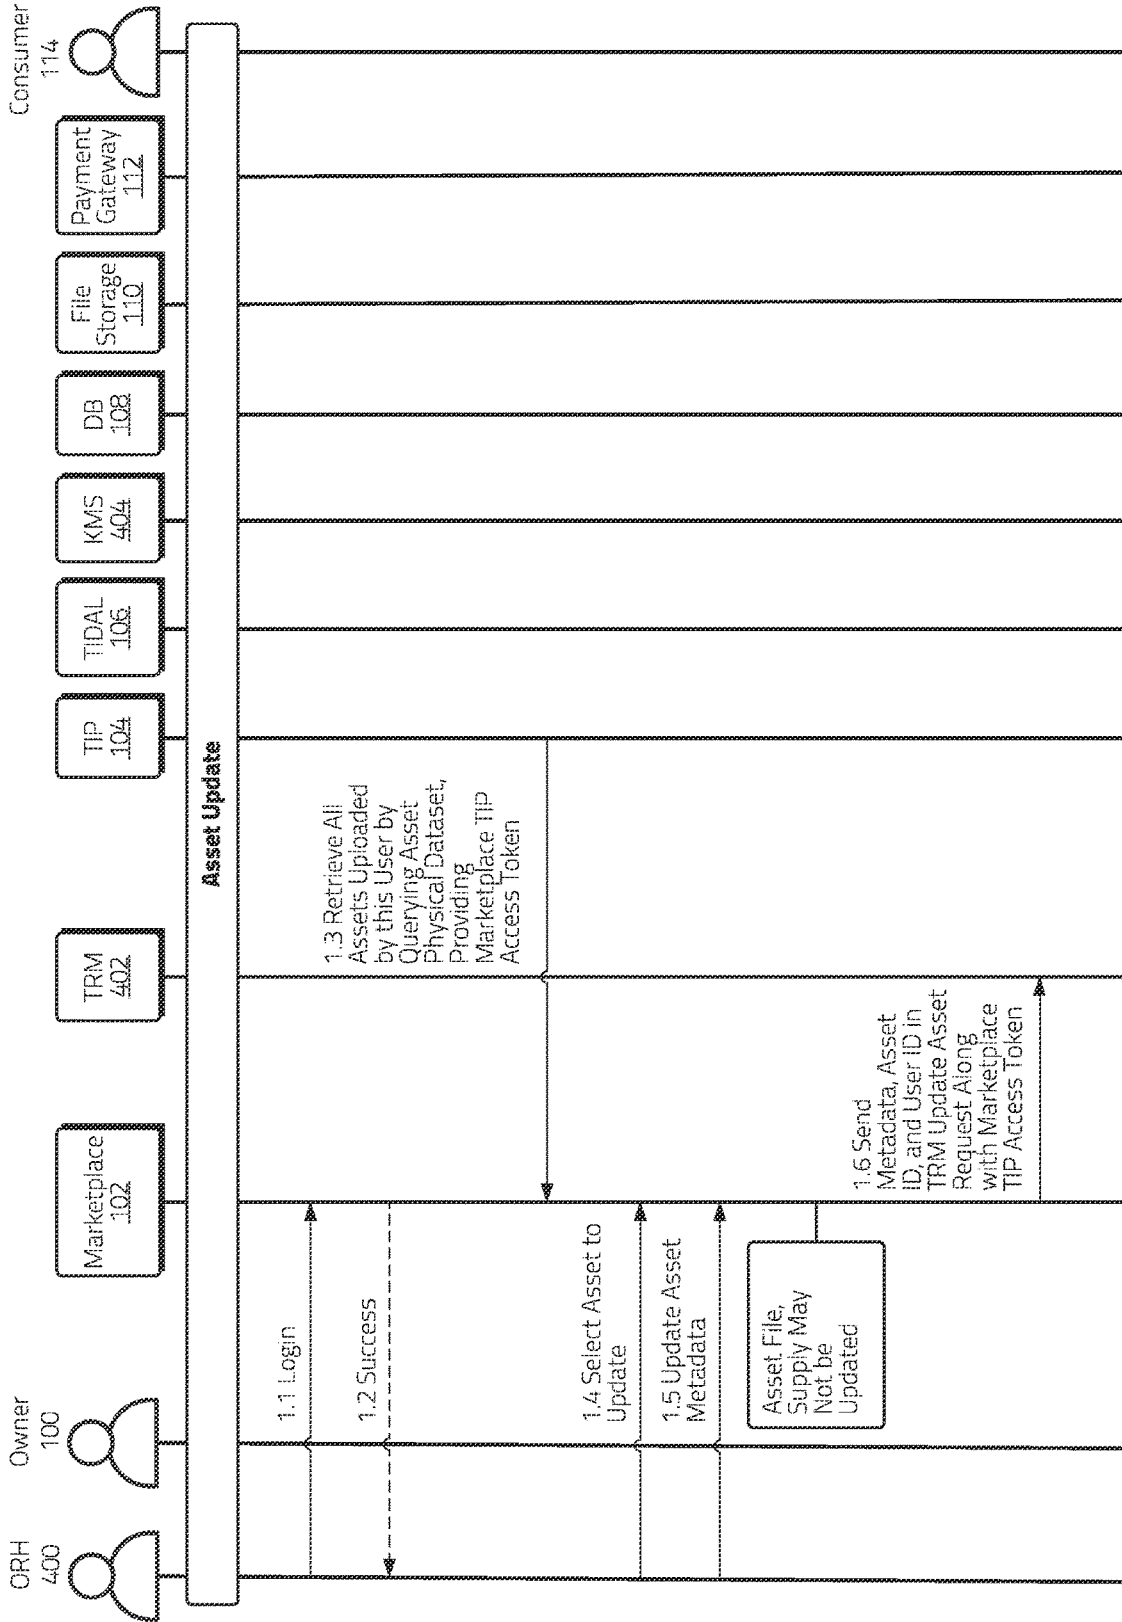 ORH
400
Owner
100
Marketplace
102
TRM
402
TIP
104
TIDAL
106
KMS
404
DB
108
File
Storage
110
Payment
Gateway
112
Consumer
114
Asset Update
1.1 Login
1.2 Success
1.3 Retrieve All
Assets Uploaded
by this User by
Querying Asset
Physical Dataset,
Providing
Marketplace TIP
Access Token
1.4 Select Asset to
Update
1.5 Update Asset
Metadata
Asset File,
Supply May
Not be
Updated
1.6 Send
Metadata, Asset
ID, and User ID in
TRM Update Asset
Request Along
with Marketplace
TIP Access Token